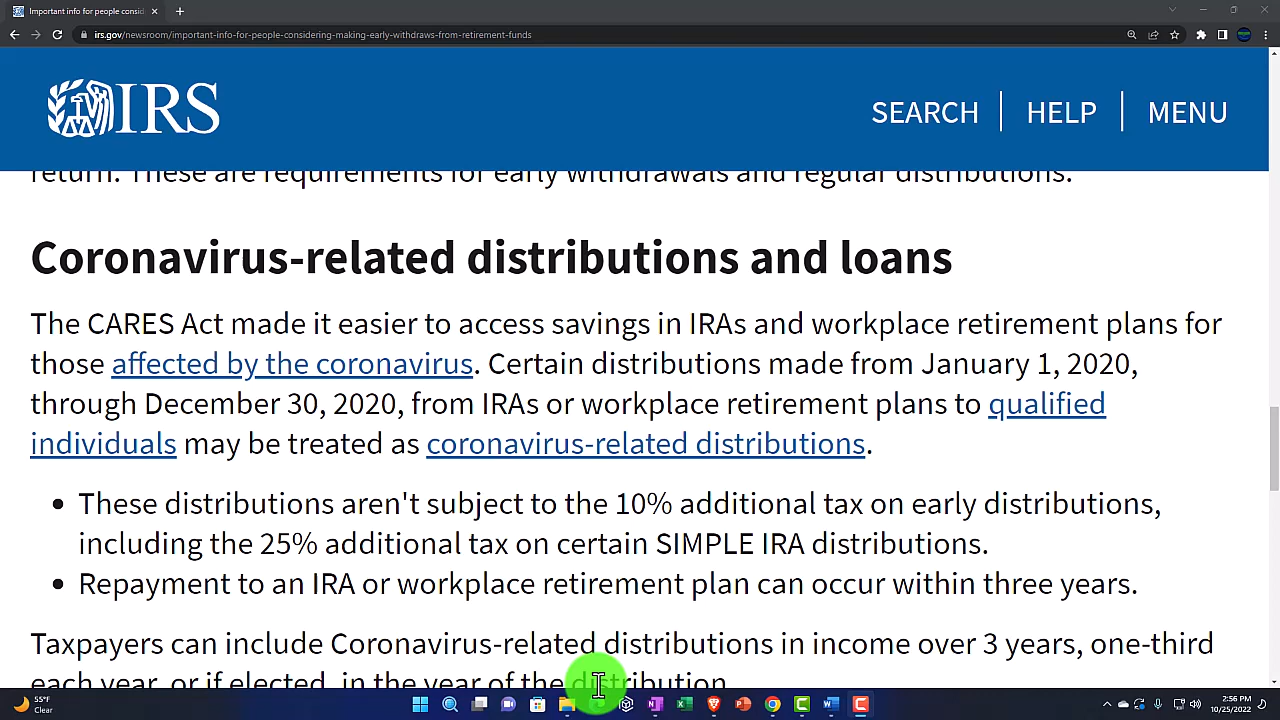 Important info for people consid
irs.gov/newsroom/important-info-for-people-considering-making-early-withdraws-from-retirement-funds
IRS
SEARCH HELP MENU
return. These are requirements for early withdrawals and regular distributions.
Coronavirus-related distributions and loans
The CARES Act made it easier to access savings in IRAs and workplace retirement plans for
those affected by the coronavirus. Certain distributions made from January 1, 2020,
through December 30, 2020, from IRAs or workplace retirement plans to qualified
individuals may be treated as coronavirus-related distributions.
• These distributions aren't subject to the 10% additional tax on early distributions,
including the 25% additional tax on certain SIMPLE IRA distributions.
• Repayment to an IRA or workplace retirement plan can occur within three years.
Taxpayers can include Coronavirus-related distributions in income over 3 years, one-third
each year, or if elected, in the year of the distribution.
55°F
Clear
2:56 PM
10/25/2022